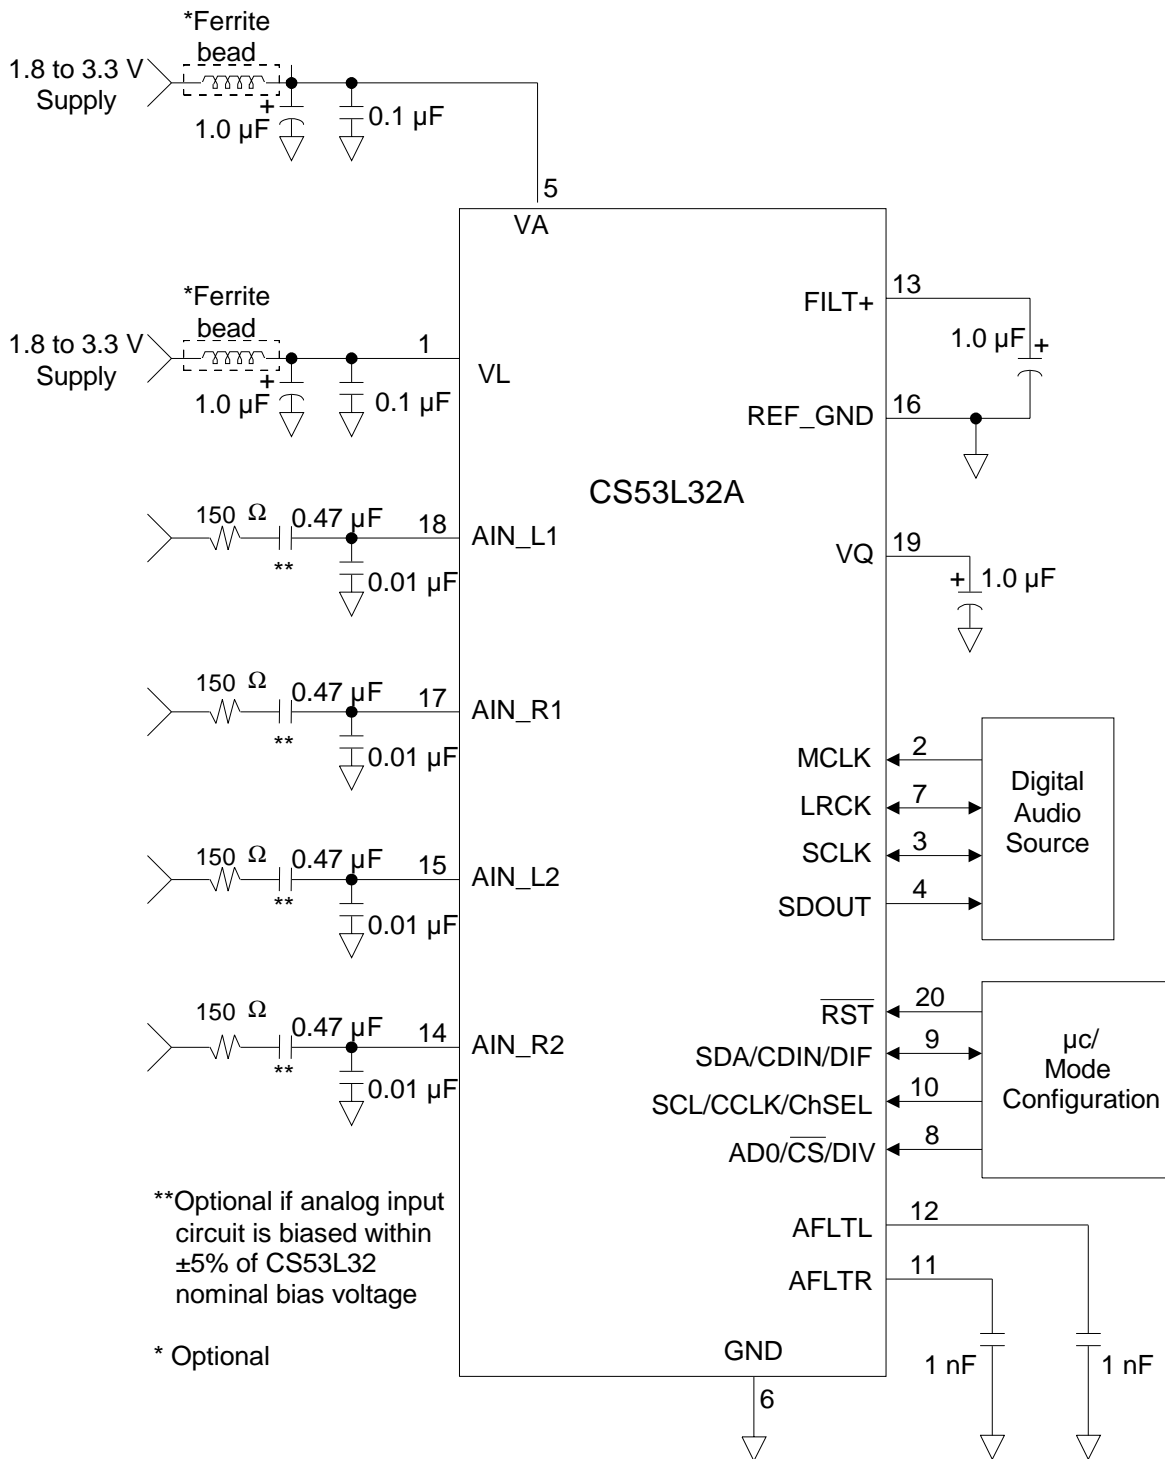 *Ferrite
bead
1.8 to 3.3 V
Supply
+
1.0 µF
0.1 µF
5
VA
*Ferrite
bead
1.8 to 3.3 V
Supply
+
1.0 µF
0.1 µF
1
VL
13
FILT+
1.0 µF
+
16
REF_GND
CS53L32A
150 Ω
0.47 µF
**
18
AIN_L1
0.01 µF
19
VQ
+
1.0 µF
150 Ω
0.47 µF
**
17
AIN_R1
0.01 µF
150 Ω
0.47 µF
**
15
AIN_L2
0.01 µF
150 Ω
0.47 µF
**
14
AIN_R2
0.01 µF
MCLK
2
LRCK
7
SCLK
3
SDOUT
4
Digital
Audio
Source
RST
20
SDA/CDIN/DIF
9
SCL/CCLK/ChSEL
10
AD0/CS/DIV
8
µc/
Mode
Configuration
**Optional if analog input
circuit is biased within
±5% of CS53L32
nominal bias voltage
* Optional
AFLTL
12
AFLTR
11
1 nF
1 nF
GND
6